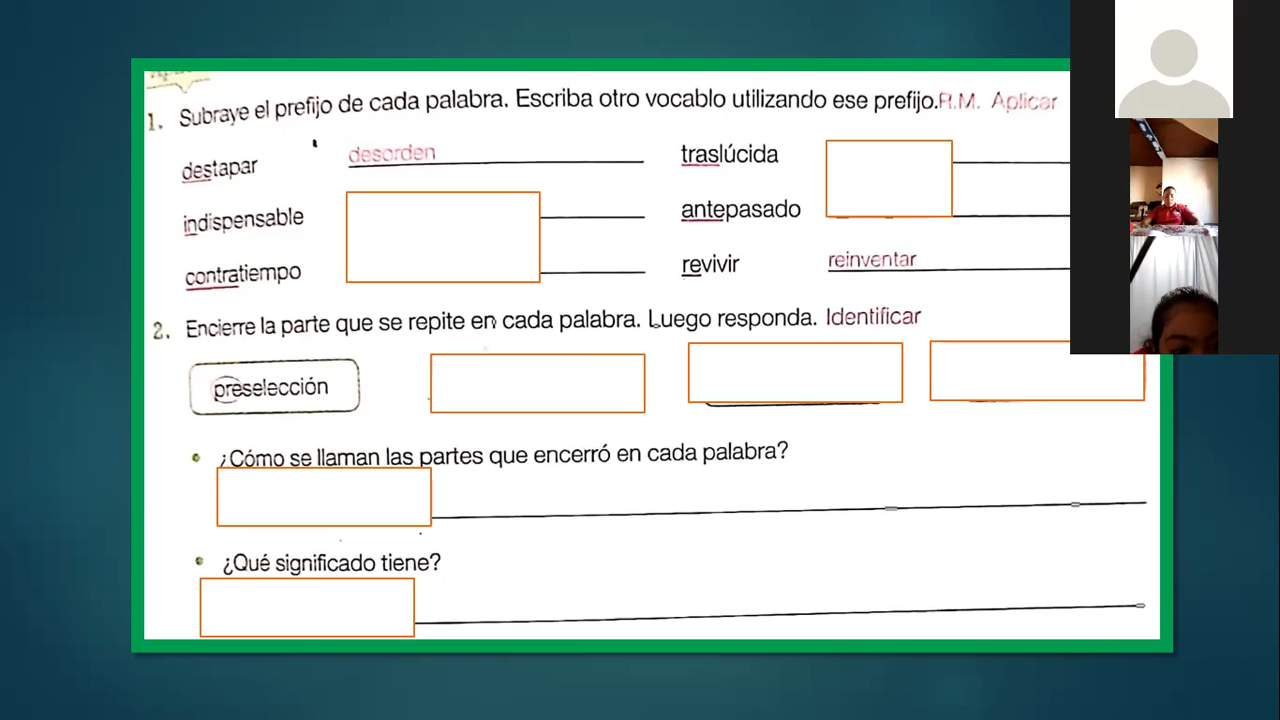 1. Subraye el prefijo de cada palabra. Escriba otro vocablo utilizando ese prefijo. R.M. Aplicar
destapar desorden traslúcida
indispensable antepasado
contratiempo revivir reinventar
2. Encierre la parte que se repite en cada palabra. Luego responda. Identificar
preselección
• ¿Cómo se llaman las partes que encerró en cada palabra?
• ¿Qué significado tiene?